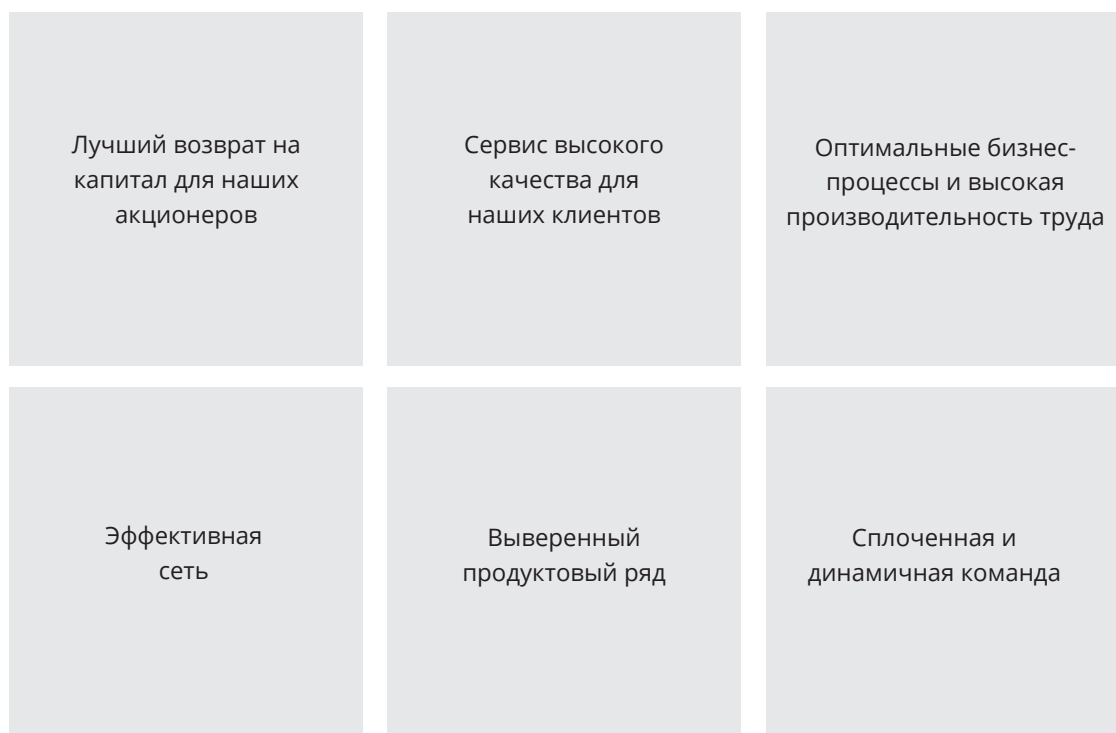 Лучший возврат на
капитал для наших
акционеров
Сервис высокого
качества для
наших клиентов
Оптимальные бизнес-
процессы и высокая
производительность труда
Эффективная
сеть
Выверенный
продуктовый ряд
Сплоченная и
динамичная команда